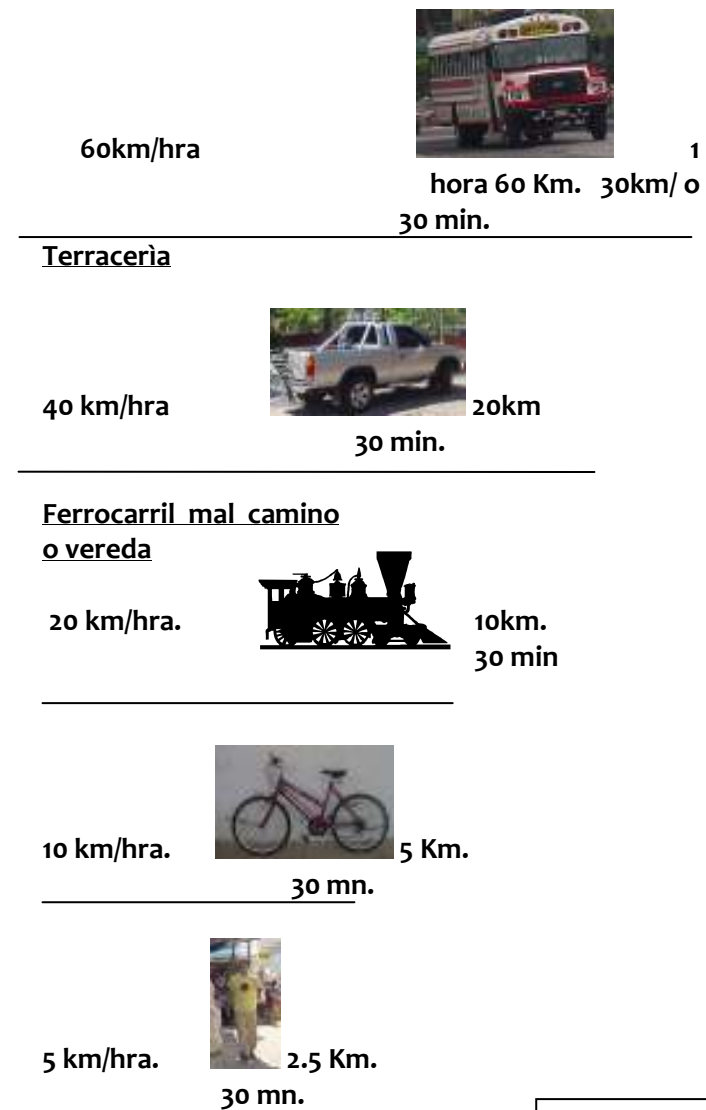 60km/hra 1
hora 60 Km. 30km/ o
30 min.
Terracerìa
40 km/hra 20km
30 min.
Ferrocarril mal camino
o vereda
20 km/hra. 10km.
30 min
10 km/hra. 5 Km.
30 mn.
5 km/hra. 2.5 Km.
30 mn.